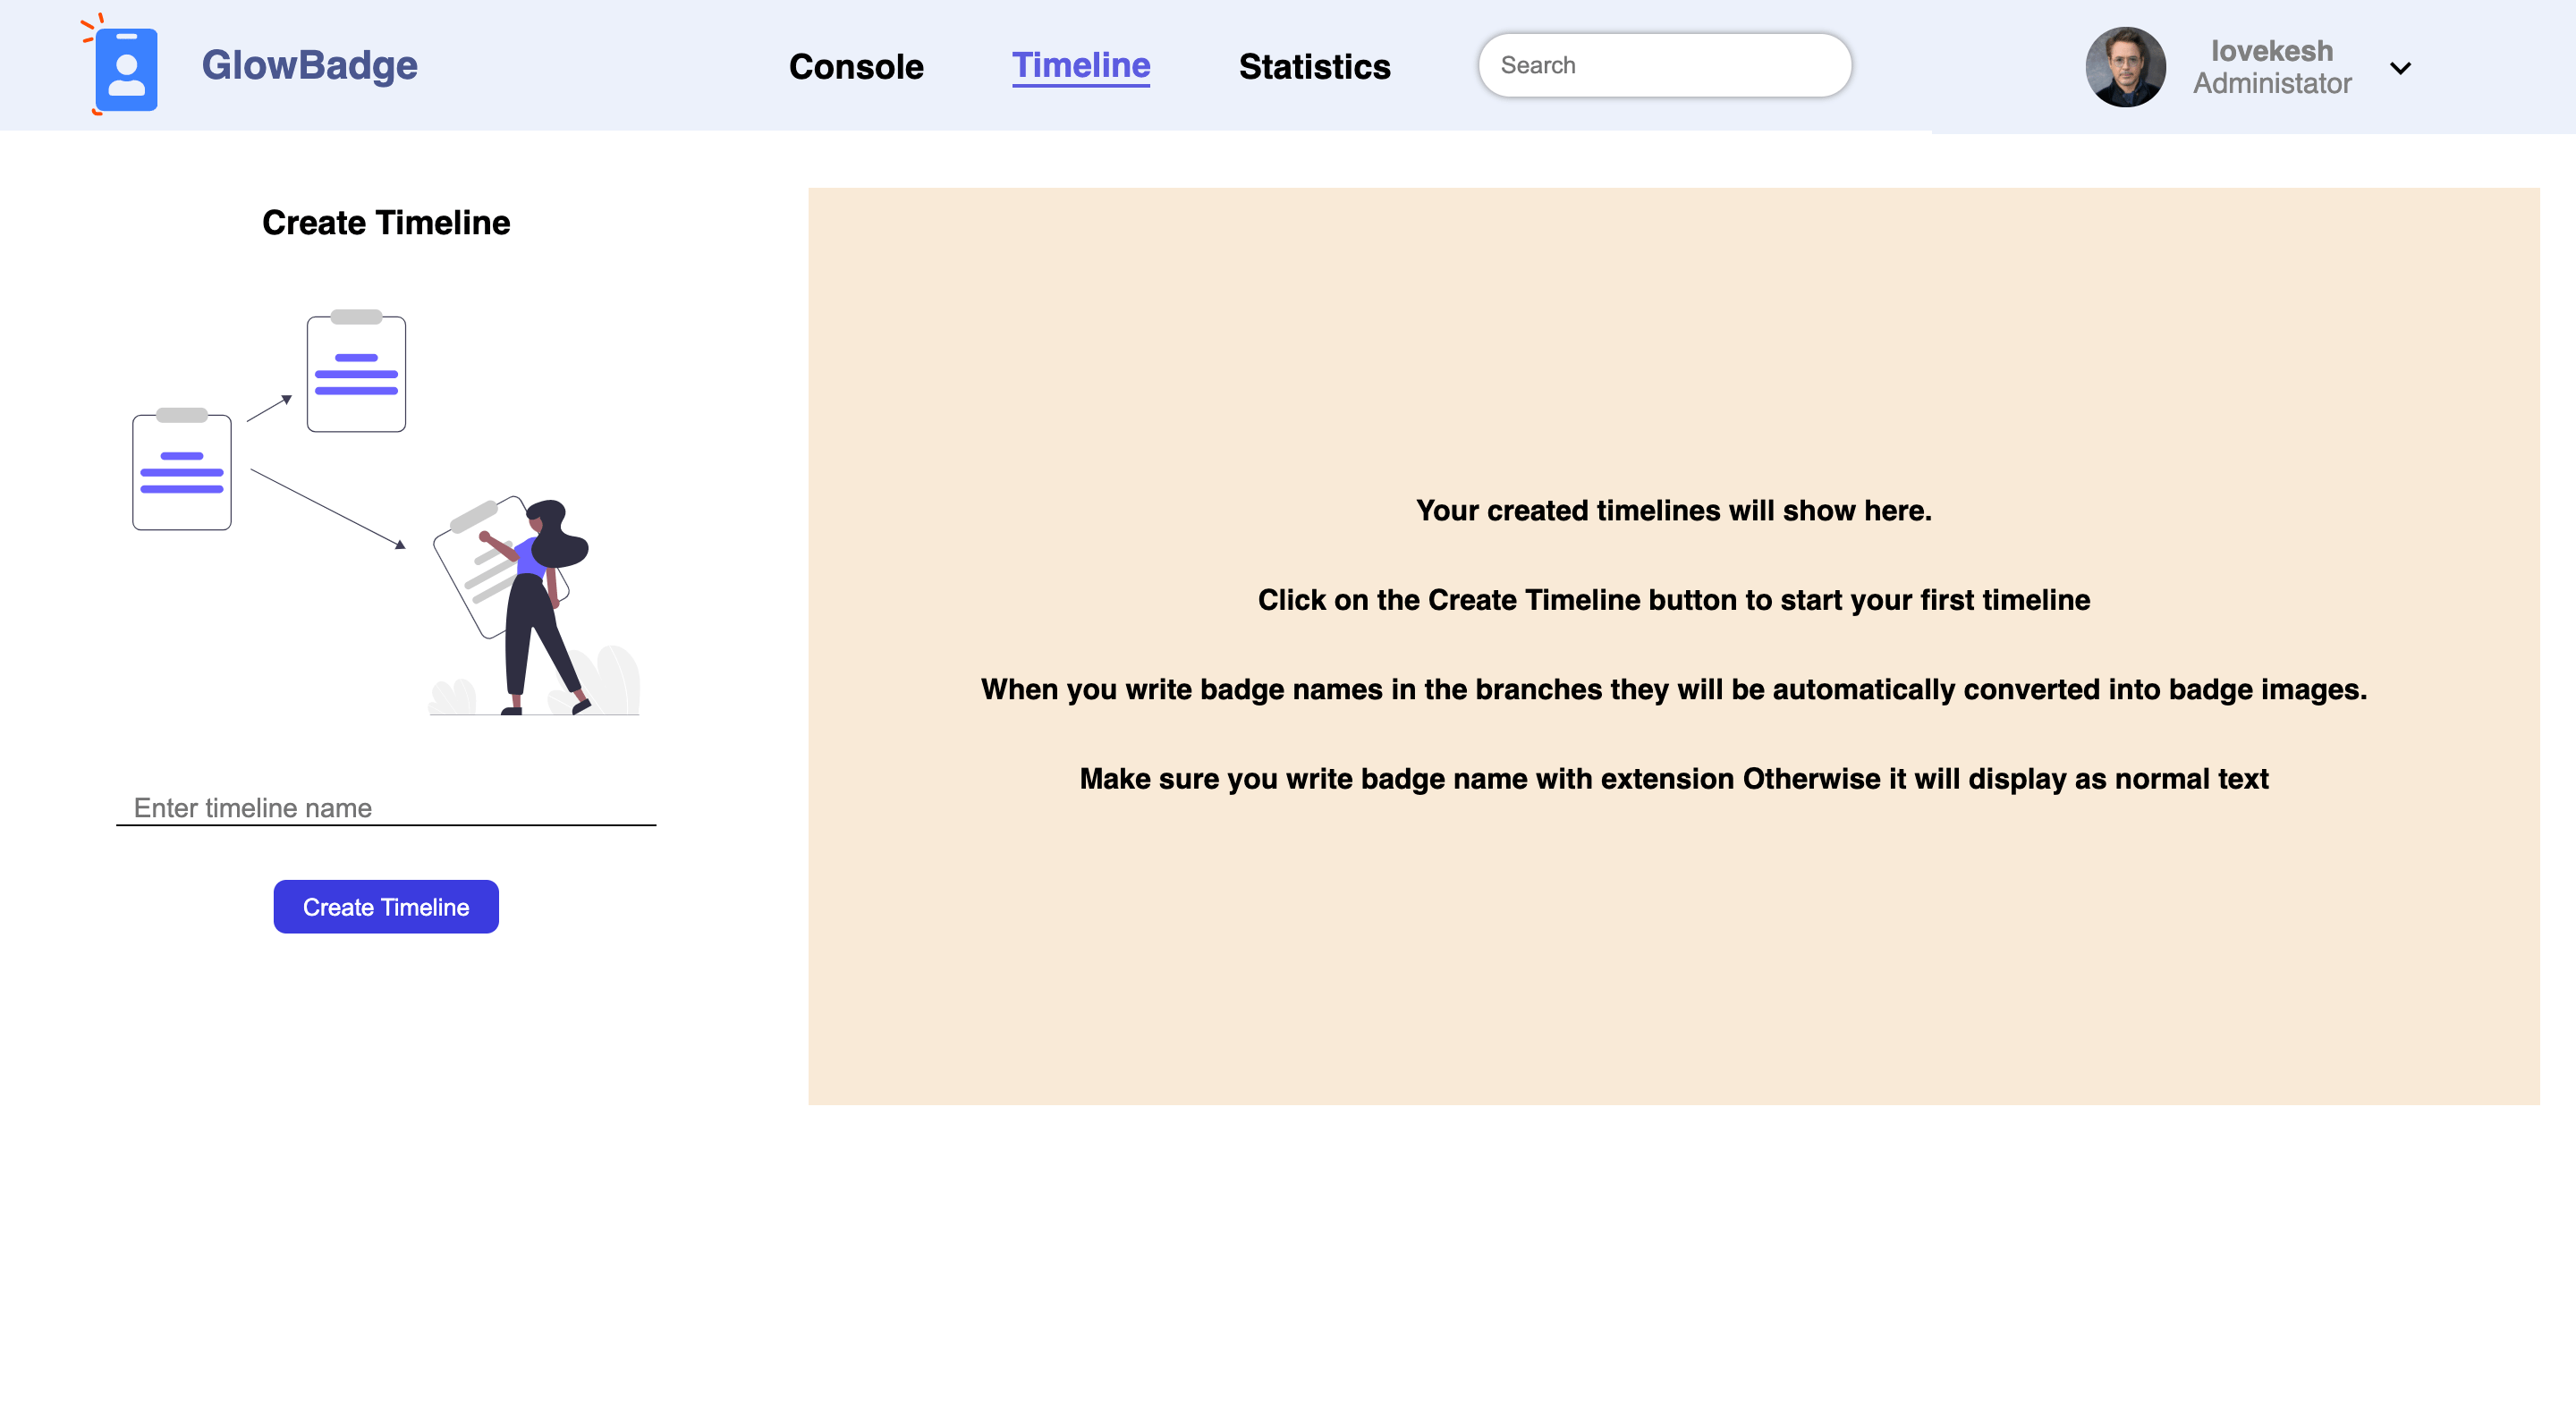 GlowBadge
Console
Timeline
Statistics
Search
lovekesh
Administator
Create Timeline
Enter timeline name
Create Timeline
Your created timelines will show here.
Click on the Create Timeline button to start your first timeline
When you write badge names in the branches they will be automatically converted into badge images.
Make sure you write badge name with extension Otherwise it will display as normal text